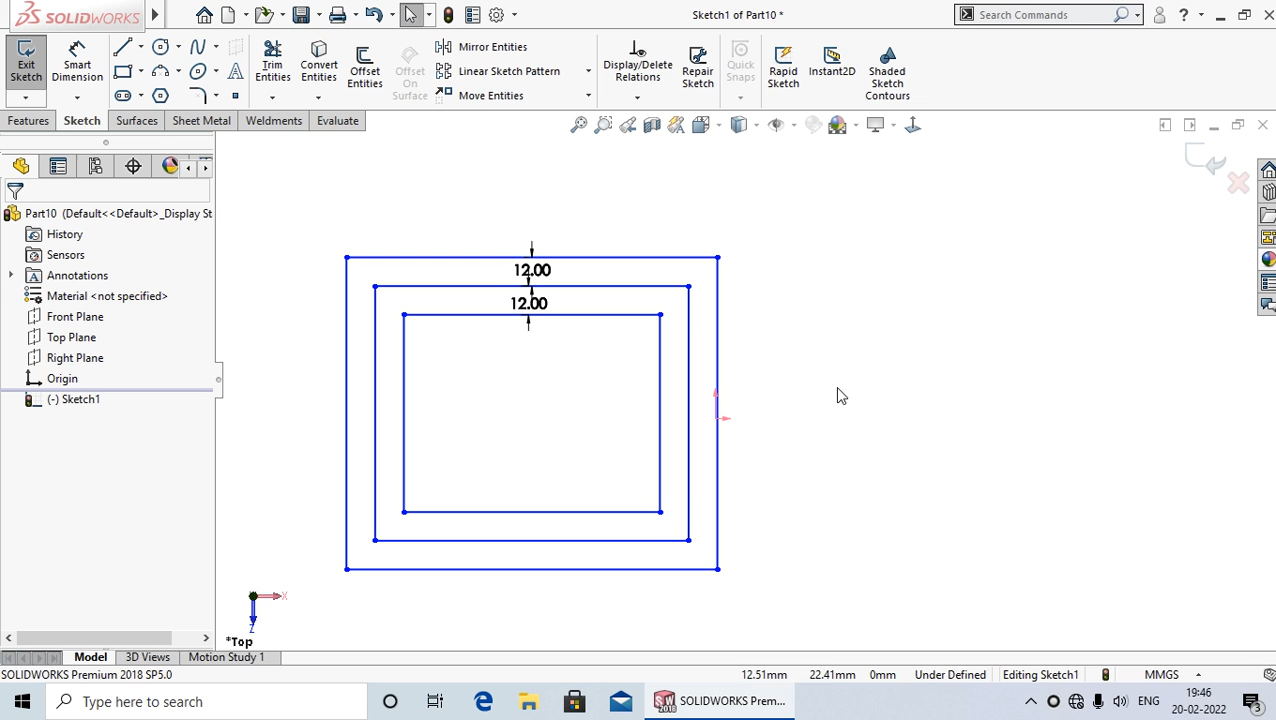 SOLIDWORKS
Sketch1 of Part10 *
Search Commands
?
Exit Sketch
Smart Dimension
Trim Entities
Convert Entities
Offset Entities
Offset On Surface
Mirror Entities
Linear Sketch Pattern
Move Entities
Display/Delete Relations
Repair Sketch
Quick Snaps
Rapid Sketch
Instant2D
Shaded Sketch Contours
Features
Sketch
Surfaces
Sheet Metal
Weldments
Evaluate
Part10 (Default<<Default>_Display St
History
Sensors
Annotations
Material <not specified>
Front Plane
Top Plane
Right Plane
Origin
(-) Sketch1
12.00
12.00
X
Z
*Top
Model
3D Views
Motion Study 1
SOLIDWORKS Premium 2018 SP5.0
12.51mm
22.41mm
0mm
Under Defined
Editing Sketch1
MMGS
Type here to search
SOLIDWORKS Prem...
ENG
19:46
20-02-2022
3